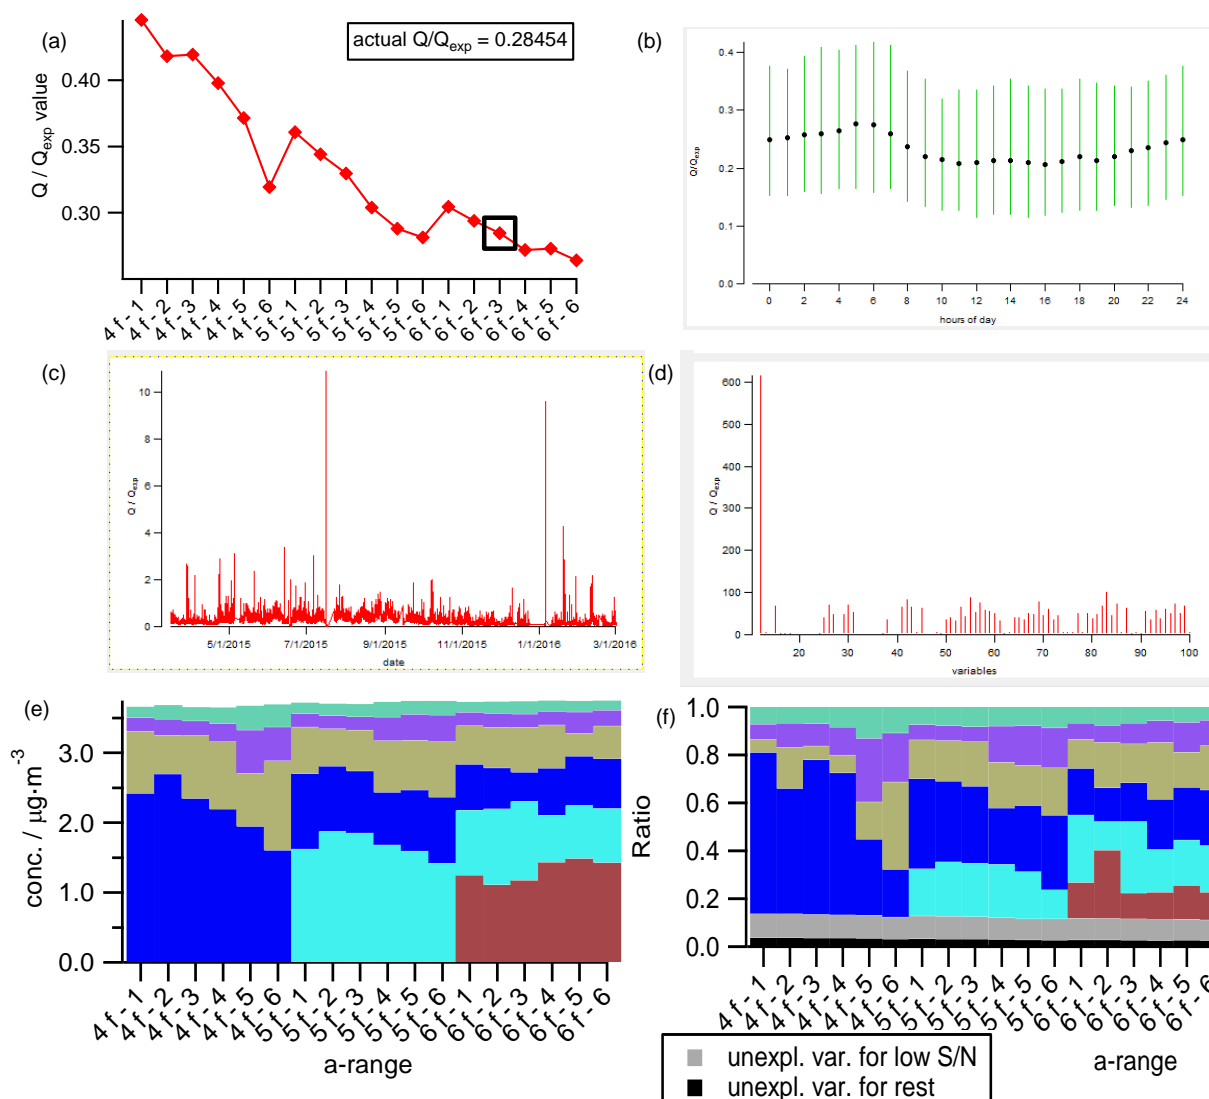 (a)
actual Q/Qexp = 0.28454
Q / Qexp value
0.40
0.35
0.30
4 f - 1
4 f - 2
4 f - 3
4 f - 4
4 f - 5
4 f - 6
5 f - 1
5 f - 2
5 f - 3
5 f - 4
5 f - 5
5 f - 6
6 f - 1
6 f - 2
6 f - 3
6 f - 4
6 f - 5
6 f - 6
(b)
Q/Qexp
0.4
0.3
0.2
0.1
0.0
0 2 4 6 8 10 12 14 16 18 20 22 24
hours of day
(c)
Q / Qexp
10
8
6
4
2
0
5/1/2015 7/1/2015 9/1/2015 11/1/2015 1/1/2016 3/1/2016
date
(d)
Q / Qexp
600
500
400
300
200
100
0
20 30 40 50 60 70 80 90 100
variables
(e)
conc. / µg·m-3
3.0
2.0
1.0
0.0
4 f - 1
4 f - 2
4 f - 3
4 f - 4
4 f - 5
4 f - 6
5 f - 1
5 f - 2
5 f - 3
5 f - 4
5 f - 5
5 f - 6
6 f - 1
6 f - 2
6 f - 3
6 f - 4
6 f - 5
6 f - 6
a-range
(f)
Ratio
1.0
0.8
0.6
0.4
0.2
0.0
4 f - 1
4 f - 2
4 f - 3
4 f - 4
4 f - 5
4 f - 6
5 f - 1
5 f - 2
5 f - 3
5 f - 4
5 f - 5
5 f - 6
6 f - 1
6 f - 2
6 f - 3
6 f - 4
6 f - 5
6 f - 6
a-range
unexpl. var. for low S/N
unexpl. var. for rest